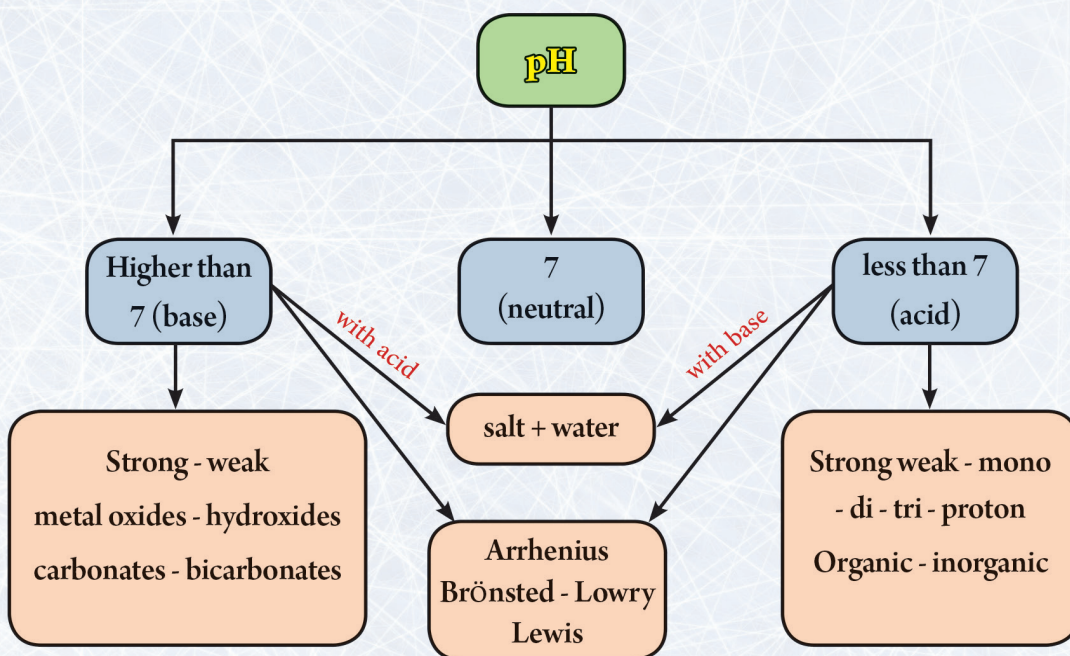 pH
Higher than
7 (base)
7
(neutral)
less than 7
(acid)
with acid
with base
salt + water
Strong - weak
metal oxides - hydroxides
carbonates - bicarbonates
Arrhenius
Brönsted - Lowry
Lewis
Strong weak - mono
- di - tri - proton
Organic - inorganic